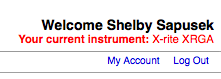 Welcome Shelby Sapusek
Your current instrument: X-rite XRGA
My Account Log Out